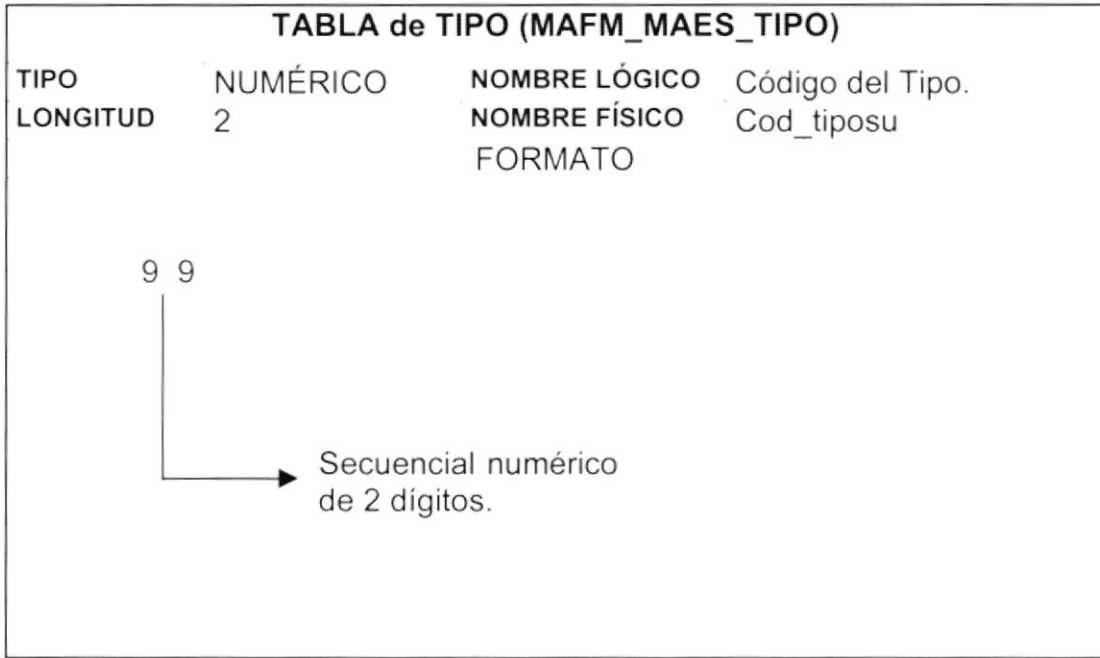 TABLA de TIPO (MAFM_MAES_TIPO)
TIPO NUMÉRICO NOMBRE LÓGICO Código del Tipo.
LONGITUD 2 NOMBRE FÍSICO Cod_tiposu
FORMATO
9 9
Secuencial numérico
de 2 dígitos.